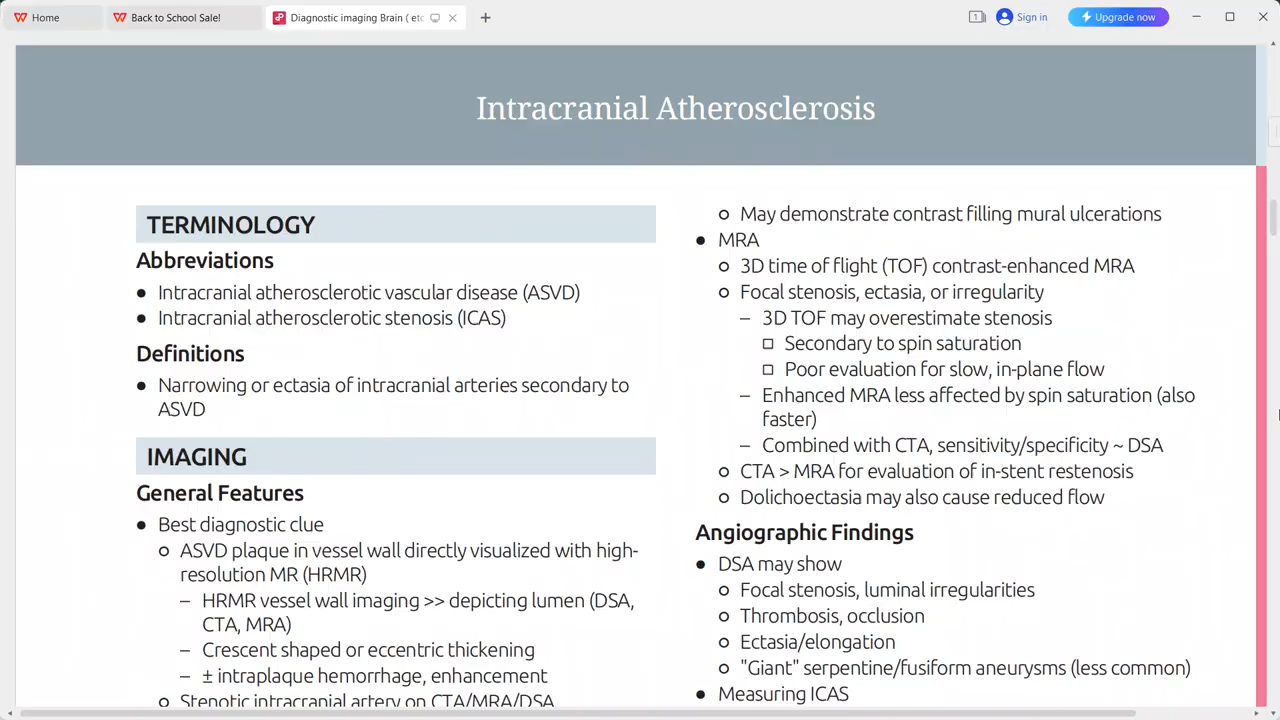 Home
Back to School Sale!
Diagnostic imaging Brain ( etc
Sign in
Upgrade now
Intracranial Atherosclerosis
TERMINOLOGY
Abbreviations
● Intracranial atherosclerotic vascular disease (ASVD)
● Intracranial atherosclerotic stenosis (ICAS)
Definitions
● Narrowing or ectasia of intracranial arteries secondary to
ASVD
IMAGING
General Features
● Best diagnostic clue
○ ASVD plaque in vessel wall directly visualized with high-
resolution MR (HRMR)
– HRMR vessel wall imaging >> depicting lumen (DSA,
CTA, MRA)
– Crescent shaped or eccentric thickening
– ± intraplaque hemorrhage, enhancement
○ Stenotic intracranial artery on CTA/MRA/DSA
○ May demonstrate contrast filling mural ulcerations
● MRA
○ 3D time of flight (TOF) contrast-enhanced MRA
○ Focal stenosis, ectasia, or irregularity
– 3D TOF may overestimate stenosis
□ Secondary to spin saturation
□ Poor evaluation for slow, in-plane flow
– Enhanced MRA less affected by spin saturation (also
faster)
– Combined with CTA, sensitivity/specificity ~ DSA
○ CTA > MRA for evaluation of in-stent restenosis
○ Dolichoectasia may also cause reduced flow
Angiographic Findings
● DSA may show
○ Focal stenosis, luminal irregularities
○ Thrombosis, occlusion
○ Ectasia/elongation
○ "Giant" serpentine/fusiform aneurysms (less common)
● Measuring ICAS